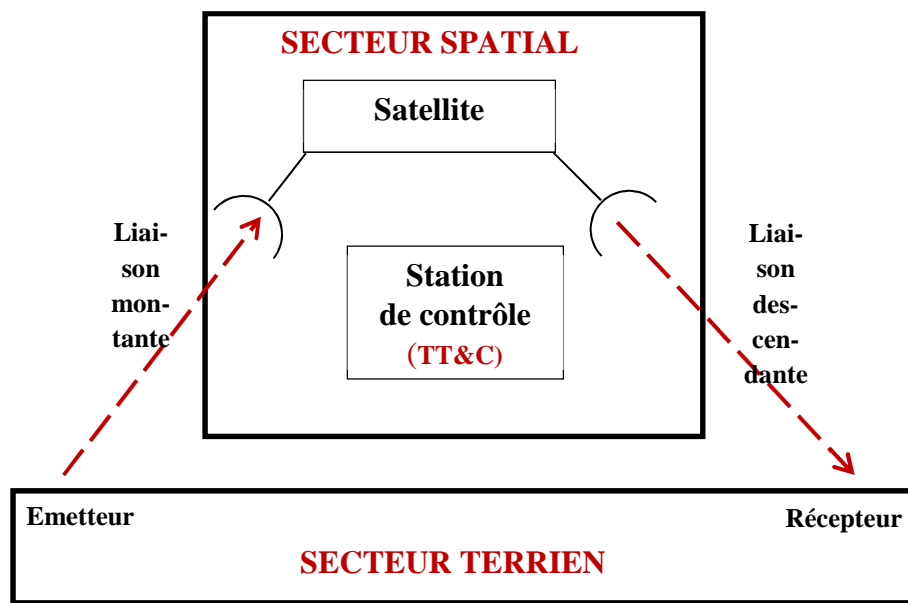 SECTEUR SPATIAL
Satellite
Liai-
son
mon-
tante
Station
de contrôle
(TT&C)
Liai-
son
des-
cen-
dante
Emetteur
Récepteur
SECTEUR TERRIEN